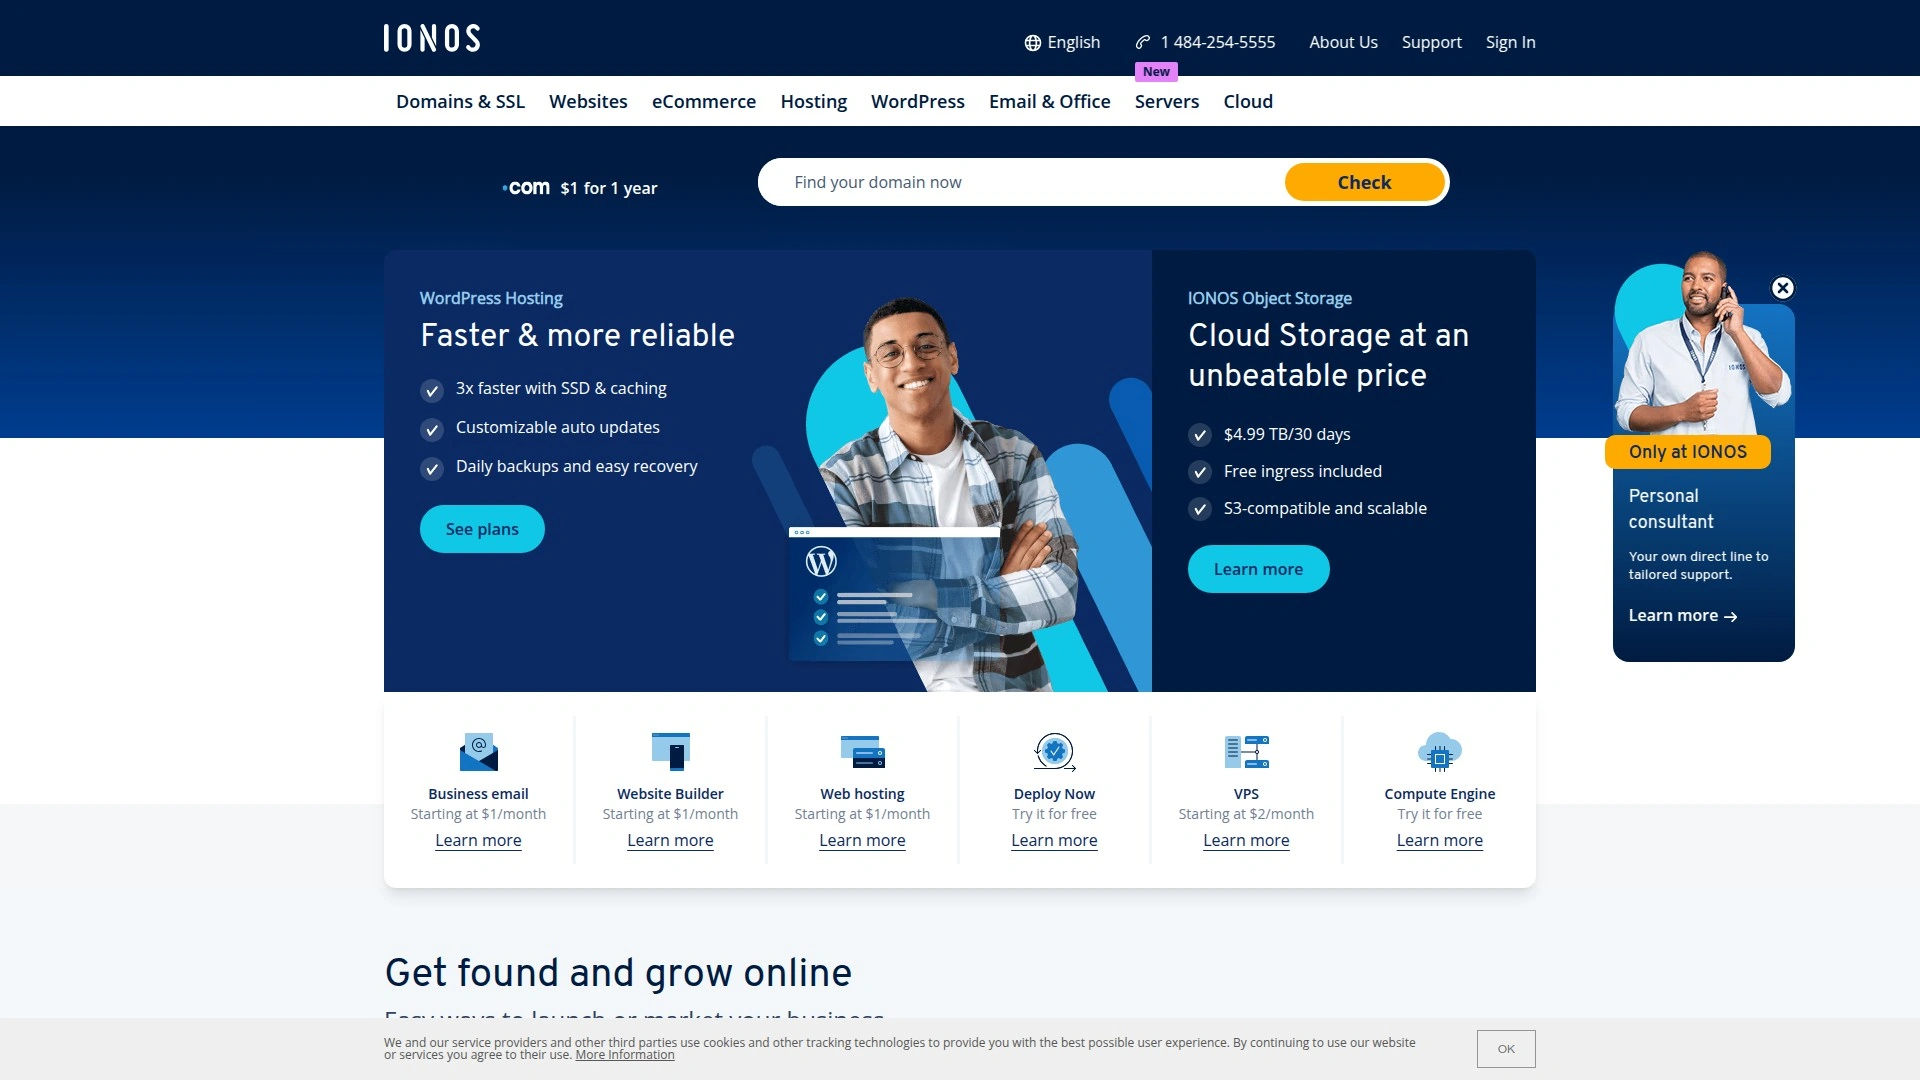 IONOS
English
1 484-254-5555
About Us
Support
Sign In
New
Domains & SSL
Websites
eCommerce
Hosting
WordPress
Email & Office
Servers
Cloud
.com $1 for 1 year
Find your domain now
Check
WordPress Hosting
Faster & more reliable
3x faster with SSD & caching
Customizable auto updates
Daily backups and easy recovery
See plans
IONOS Object Storage
Cloud Storage at an
unbeatable price
$4.99 TB/30 days
Free ingress included
S3-compatible and scalable
Learn more
IONOS
Only at IONOS
Personal
consultant
Your own direct line to
tailored support.
Learn more →
Business email
Starting at $1/month
Learn more
Website Builder
Starting at $1/month
Learn more
Web hosting
Starting at $1/month
Learn more
Deploy Now
Try it for free
Learn more
VPS
Starting at $2/month
Learn more
Compute Engine
Try it for free
Learn more
Get found and grow online
Easy ways to launch or market your business
We and our service providers and other third parties use cookies and other tracking technologies to provide you with the best possible user experience. By continuing to use our website
or services you agree to their use. More Information
OK